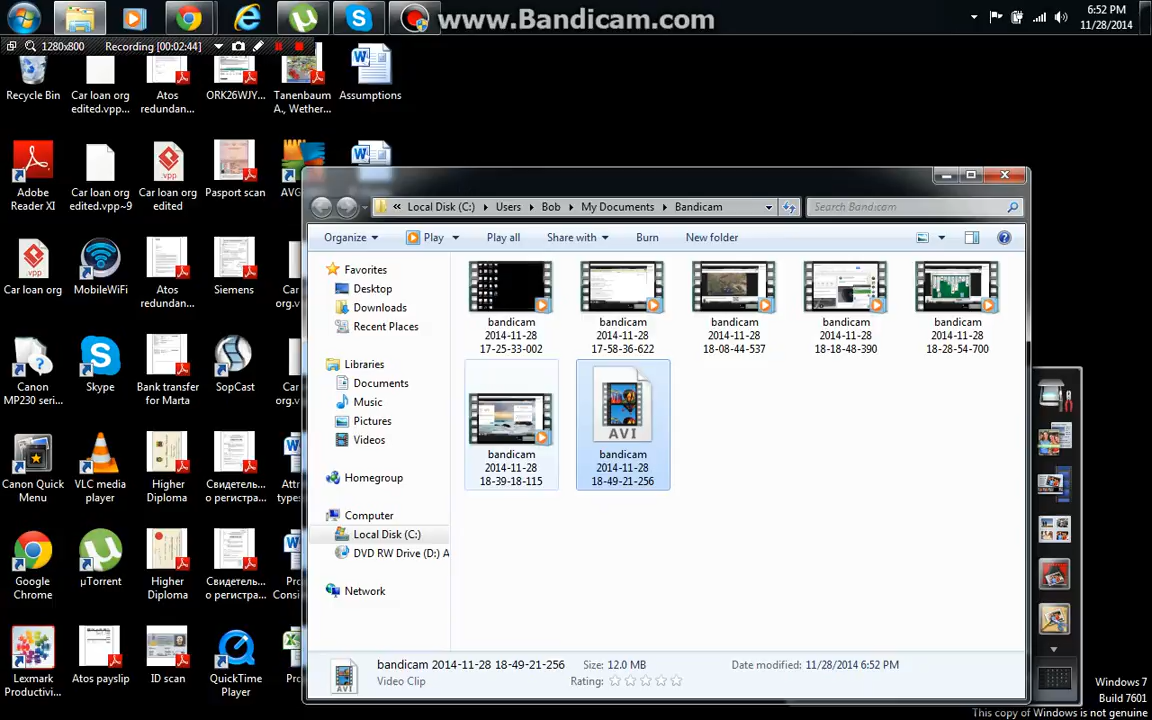 www.Bandicam.com
6:52 PM
11/28/2014
1280x800
Recording [00:02:44]
Recycle Bin
Car loan org
edited.vpp...
Atos
redundan...
ORK26WJY...
Tanenbaum
A., Wether...
Assumptions
Adobe
Reader XI
Car loan org
edited.vpp~9
Car loan org
edited
Pasport scan
AVG
Car loan org
MobileWiFi
Atos
redundan...
Siemens
Car
org.v
Canon
MP230 seri...
Skype
Bank transfer
for Marta
SopCast
Car
org.v
Canon Quick
Menu
VLC media
player
Higher
Diploma
Свидетель...
о регистра...
Attr
types
Google
Chrome
µTorrent
Higher
Diploma
Свидетель...
о регистра...
Pro
Consi
Lexmark
Productivi...
Atos payslip
ID scan
QuickTime
Player
Pro
« Local Disk (C:)
Users
Bob
My Documents
Bandicam
Search Bandicam
Organize
Play
Play all
Share with
Burn
New folder
Favorites
Desktop
Downloads
Recent Places
Libraries
Documents
Music
Pictures
Videos
Homegroup
Computer
Local Disk (C:)
DVD RW Drive (D:) A
Network
bandicam
2014-11-28
17-25-33-002
bandicam
2014-11-28
17-58-36-622
bandicam
2014-11-28
18-08-44-537
bandicam
2014-11-28
18-18-48-390
bandicam
2014-11-28
18-28-54-700
bandicam
2014-11-28
18-39-18-115
AVI
bandicam
2014-11-28
18-49-21-256
AVI
bandicam 2014-11-28 18-49-21-256
Video Clip
Size: 12.0 MB
Rating:
Date modified: 11/28/2014 6:52 PM
Windows 7
Build 7601
This copy of Windows is not genuine